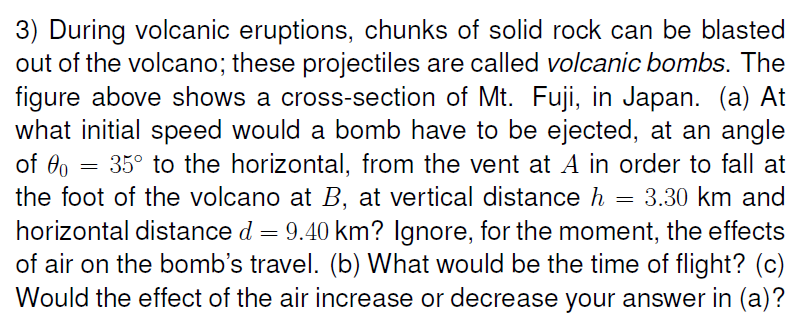 3) During volcanic eruptions, chunks of solid rock can be blasted
out of the volcano; these projectiles are called volcanic bombs. The
figure above shows a cross-section of Mt. Fuji, in Japan. (a) At
what initial speed would a bomb have to be ejected, at an angle
of θ₀ = 35° to the horizontal, from the vent at A in order to fall at
the foot of the volcano at B, at vertical distance h = 3.30 km and
horizontal distance d = 9.40 km? Ignore, for the moment, the effects
of air on the bomb's travel. (b) What would be the time of flight? (c)
Would the effect of the air increase or decrease your answer in (a)?